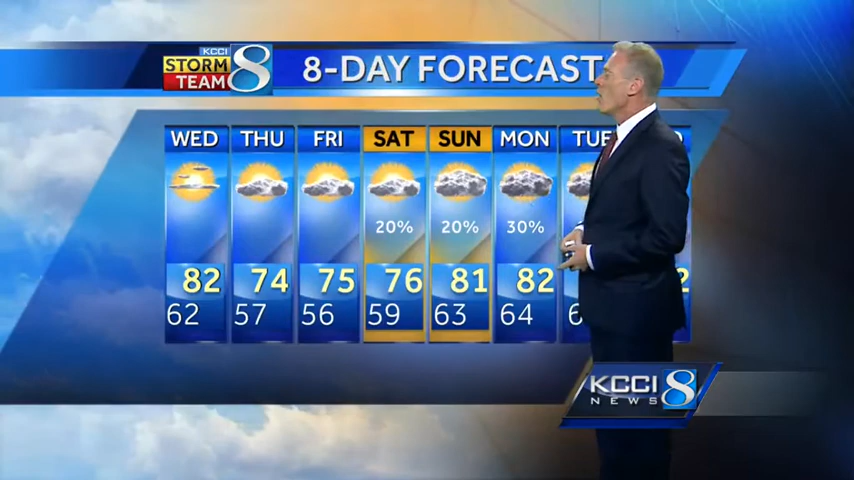 KCCI
STORM
TEAM 8
8-DAY FORECAST
WED THU FRI SAT SUN MON TUE
20% 20% 30%
82 74 75 76 81 82
62 57 56 59 63 64
KCCI 8
NEWS